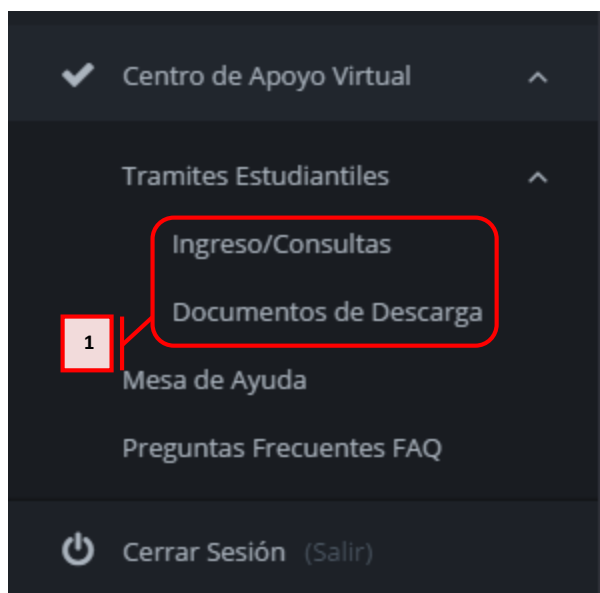 Centro de Apoyo Virtual
Tramites Estudiantiles
Ingreso/Consultas
Documentos de Descarga
1
Mesa de Ayuda
Preguntas Frecuentes FAQ
Cerrar Sesión (Salir)